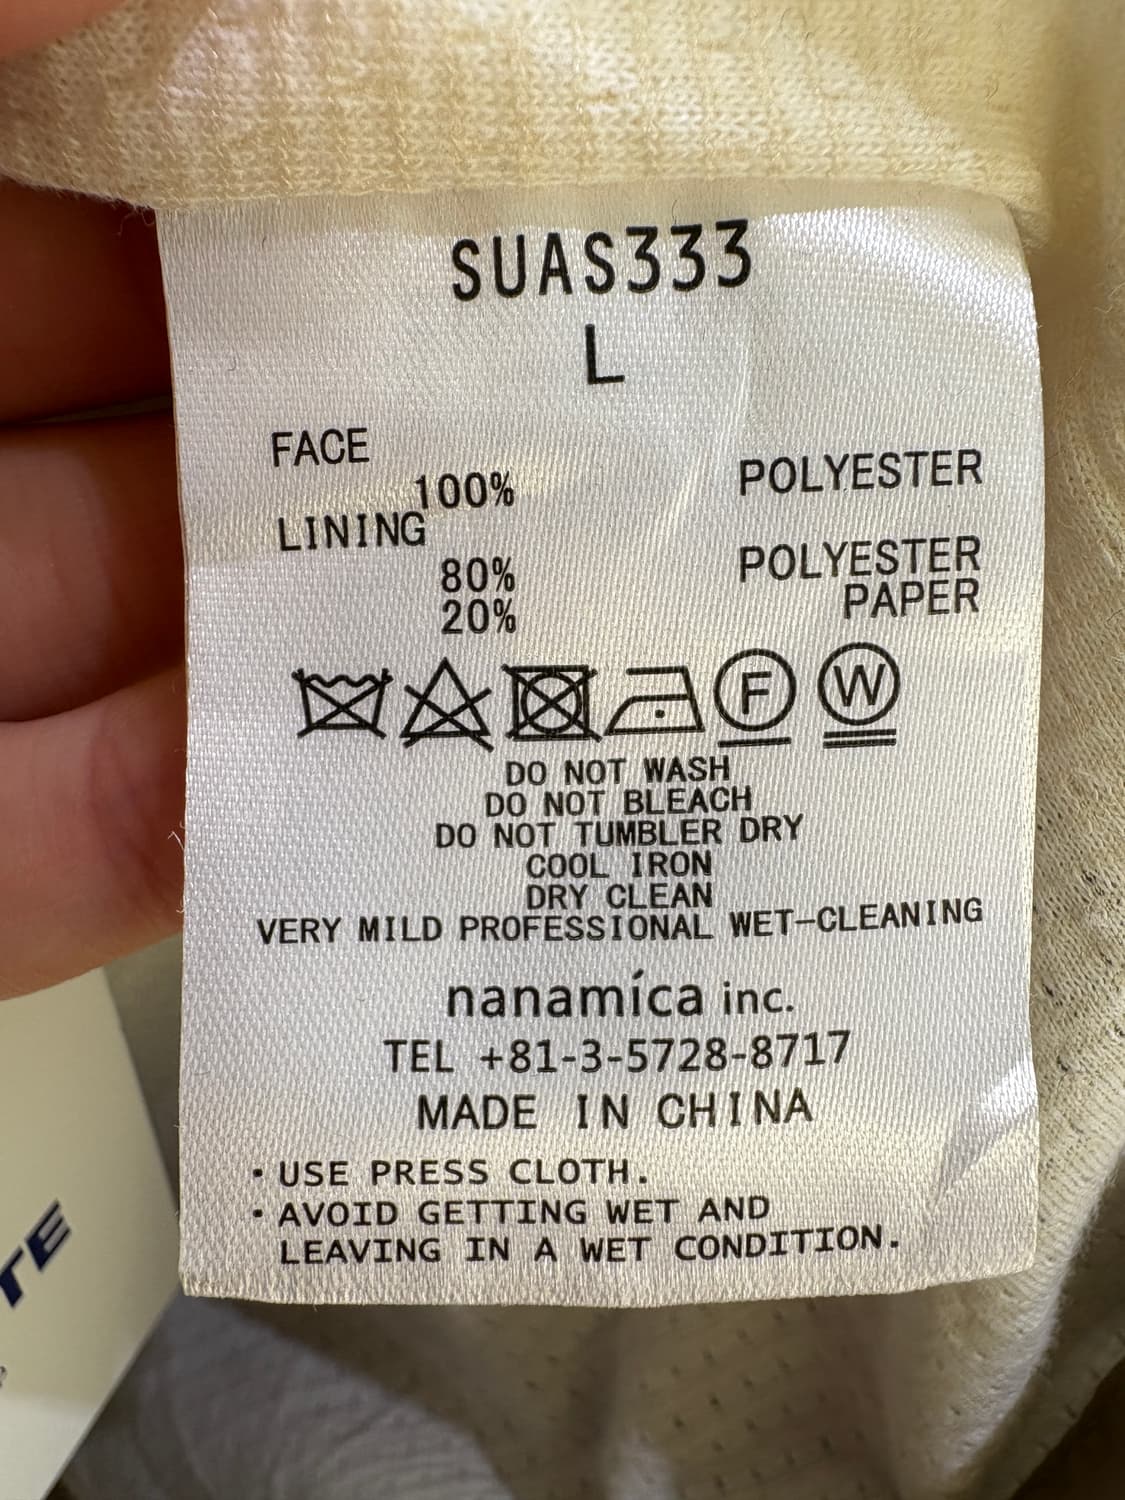 SUAS333
L
FACE
100% POLYESTER
LINING
80% POLYESTER
20% PAPER
F W
DO NOT WASH
DO NOT BLEACH
DO NOT TUMBLER DRY
COOL IRON
DRY CLEAN
VERY MILD PROFESSIONAL WET-CLEANING
nanamíca inc.
TEL +81-3-5728-8717
MADE IN CHINA
・USE PRESS CLOTH.
・AVOID GETTING WET AND
LEAVING IN A WET CONDITION.
TE